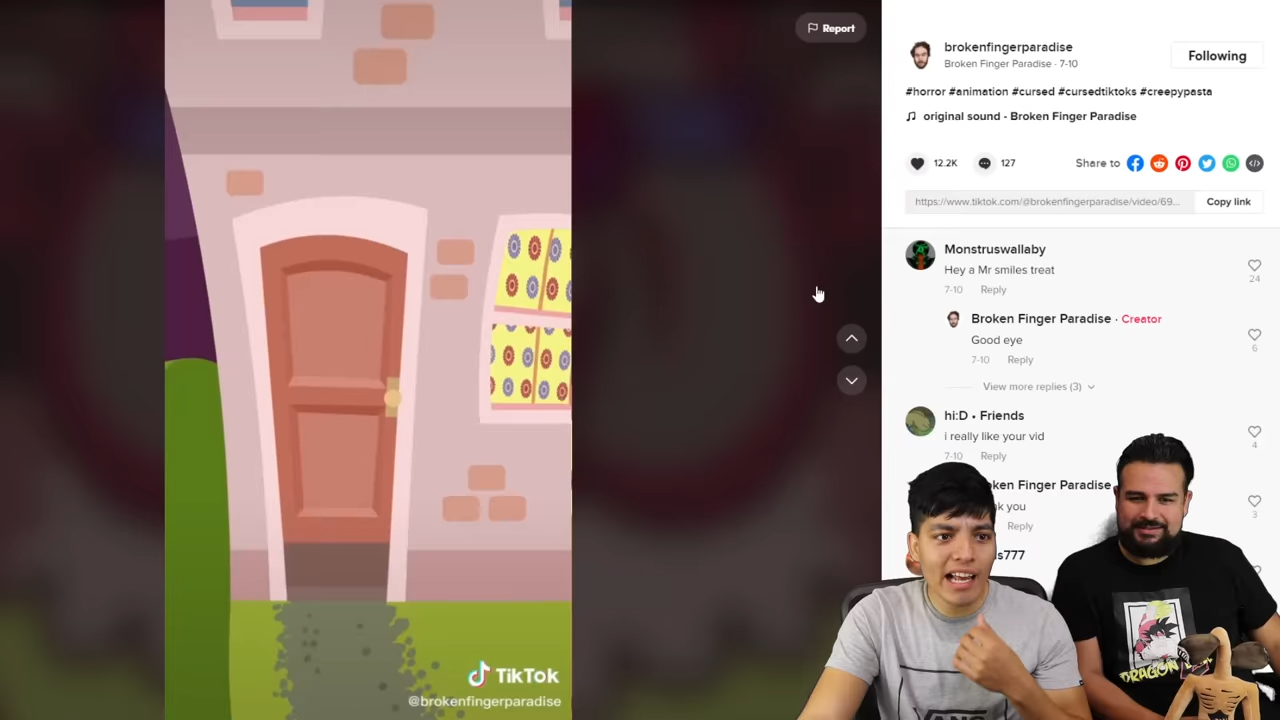 Report
brokenfingerparadise
Broken Finger Paradise · 7-10
Following
#horror #animation #cursed #cursedtiktoks #creepypasta
original sound - Broken Finger Paradise
12.2K
127
Share to
https://www.tiktok.com/@brokenfingerparadise/video/69...
Copy link
Monstruswallaby
Hey a Mr smiles treat
24
7-10 Reply
Broken Finger Paradise · Creator
Good eye
6
7-10 Reply
View more replies (3)
hi:D • Friends
i really like your vid
4
7-10 Reply
Finger Paradise
you
3
Reply
s777
TikTok
@brokenfingerparadise
VANS
DRAGON